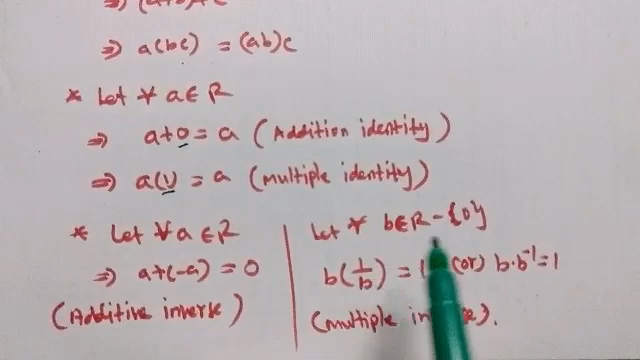 ⇒ (a+b)+c
⇒ a(bc) = (ab)c
* Let ∀ a∈R
⇒ a+0 = a (Addition identity)
⇒ a(1) = a (multiple identity)
* Let ∀ a∈R
⇒ a+(-a) = 0
(Additive inverse)
Let ∀ b∈R-{0}
b(1/b) = 1 (or) b·b⁻¹=1
(multiple inverse).